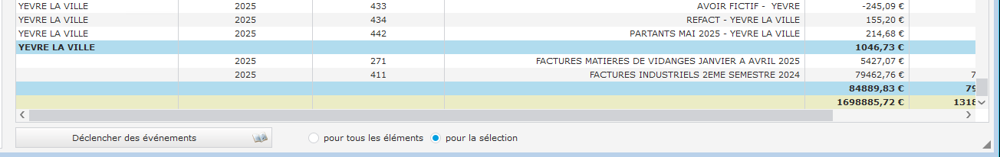 YEVRE LA VILLE 2025 433 AVOIR FICTIF - YEVRE -245,09 €
YEVRE LA VILLE 2025 434 REFACT - YEVRE LA VILLE 155,20 €
YEVRE LA VILLE 2025 442 PARTANTS MAI 2025 - YEVRE LA VILLE 214,68 €
YEVRE LA VILLE 1046,73 €
2025 271 FACTURES MATIERES DE VIDANGES JANVIER A AVRIL 2025 5427,07 €
2025 411 FACTURES INDUSTRIELS 2EME SEMESTRE 2024 79462,76 € 7
84889,83 € 79
1698885,72 € 1318
Déclencher des événements pour tous les éléments pour la sélection